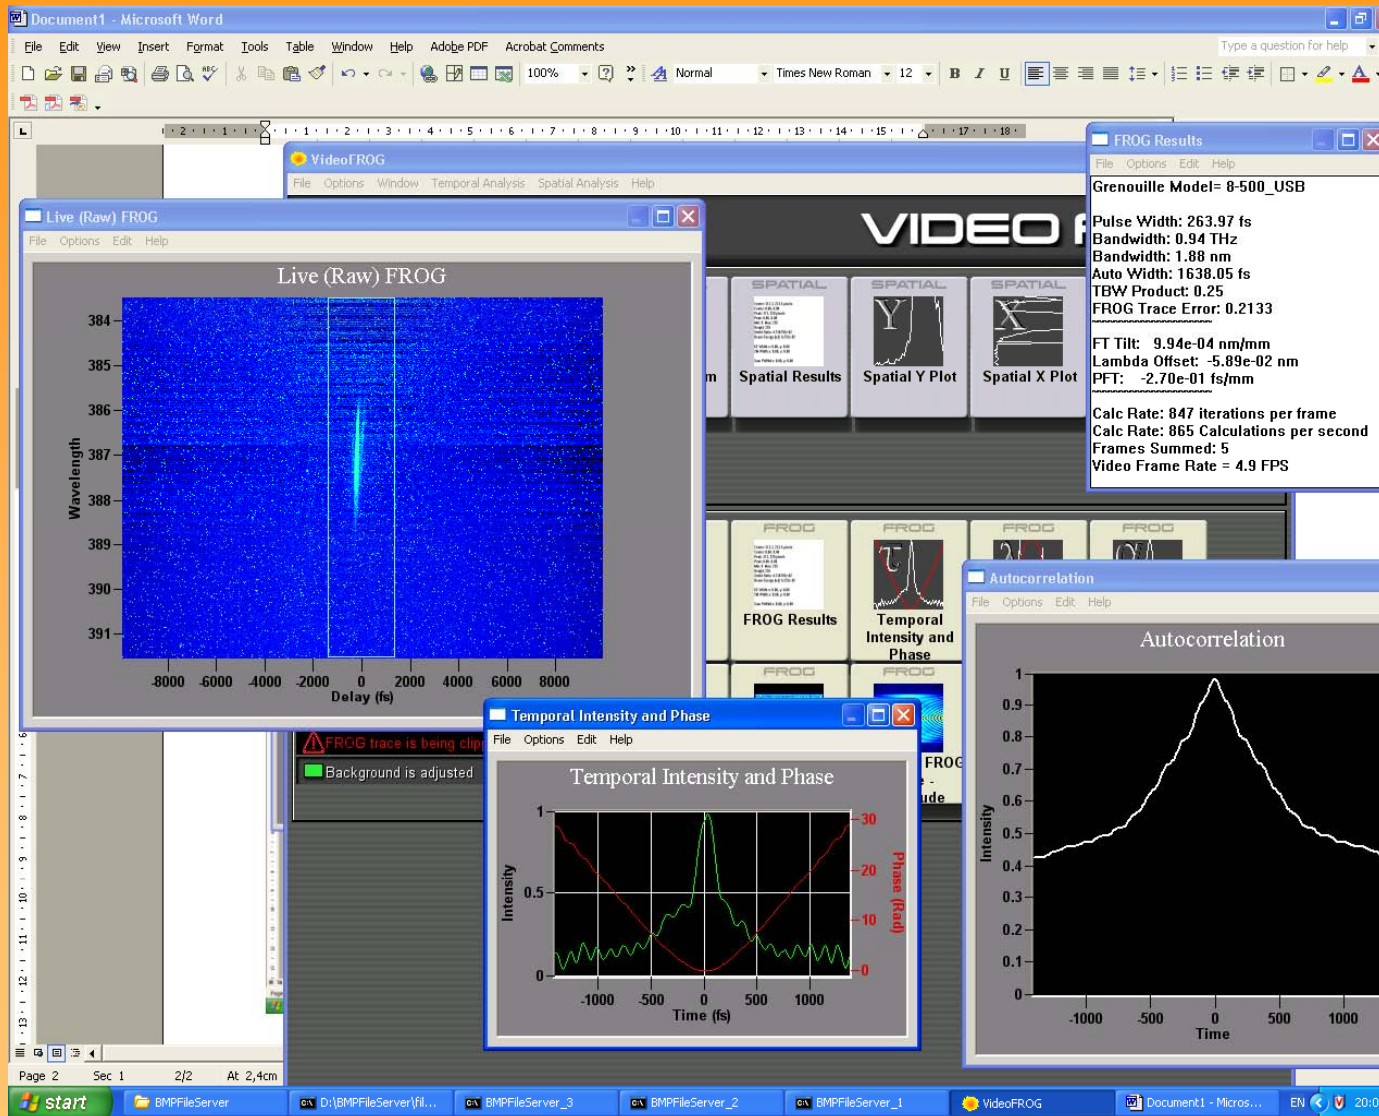 Document1 - Microsoft Word
File Edit View Insert Format Tools Table Window Help Adobe PDF Acrobat Comments
Type a question for help
100% Normal Times New Roman 12 B I U
VideoFROG
File Options Window Temporal Analysis Spatial Analysis Help
VIDEO
SPATIAL SPATIAL SPATIAL
Y X
Spatial Results Spatial Y Plot Spatial X Plot
FROG FROG FROG FROG
FROG Results
Temporal
Intensity and
Phase
FROG FROG
FROG trace is being clip
Background is adjusted
Live (Raw) FROG
File Options Edit Help
Live (Raw) FROG
Wavelength
384
385
386
387
388
389
390
391
-8000 -6000 -4000 -2000 0 2000 4000 6000 8000
Delay (fs)
FROG Results
File Options Edit Help
Grenouille Model= 8-500_USB
Pulse Width: 263.97 fs
Bandwidth: 0.94 THz
Bandwidth: 1.88 nm
Auto Width: 1638.05 fs
TBW Product: 0.25
FROG Trace Error: 0.2133
~~~~~~~~~~~~~~~~~
FT Tilt: 9.94e-04 nm/mm
Lambda Offset: -5.89e-02 nm
PFT: -2.70e-01 fs/mm
~~~~~~~~~~~~~~~~~
Calc Rate: 847 iterations per frame
Calc Rate: 865 Calculations per second
Frames Summed: 5
Video Frame Rate = 4.9 FPS
Temporal Intensity and Phase
File Options Edit Help
Temporal Intensity and Phase
Intensity
1
0.5
0
30
20
10
0
Phase (Rad)
-1000 -500 0 500 1000
Time (fs)
Autocorrelation
File Options Edit Help
Autocorrelation
Intensity
1
0.9
0.8
0.7
0.6
0.5
0.4
0.3
0.2
0.1
0
-1000 -500 0 500 1000
Time
Page 2 Sec 1 2/2 At 2,4cm
start BMPFileServer D:\BMPFileServer\fil... BMPFileServer_3 BMPFileServer_2 BMPFileServer_1 VideoFROG Document1 - Micros... EN 20:0